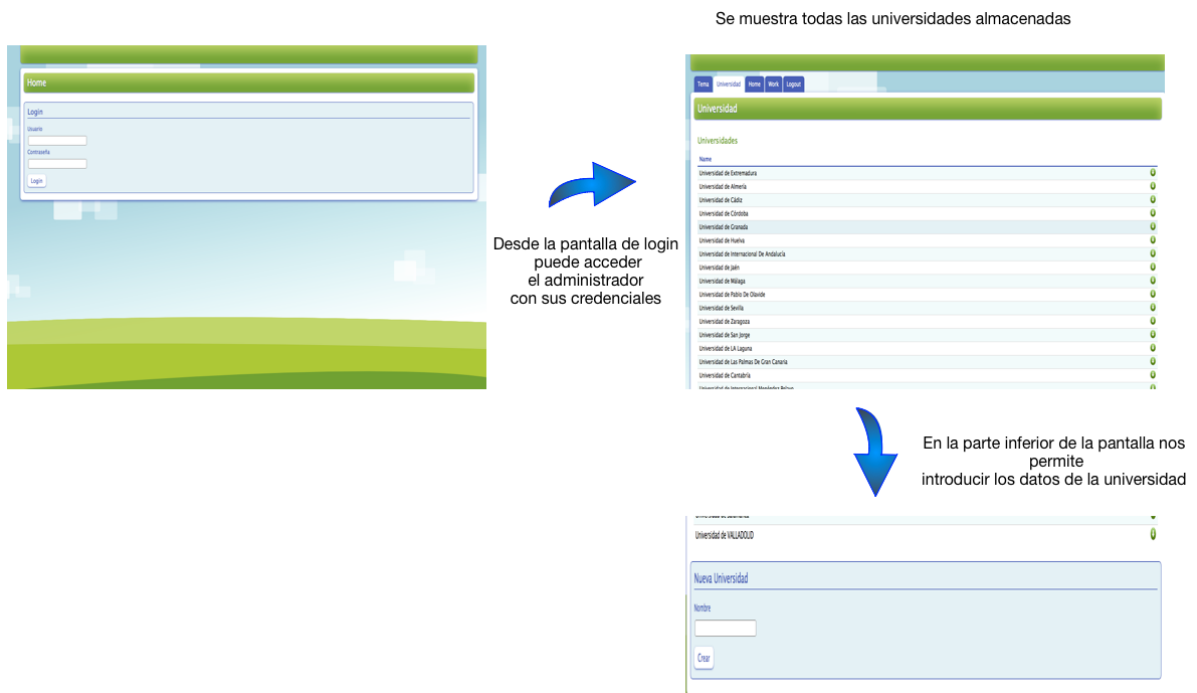 Se muestra todas las universidades almacenadas
Home
Login
Usuario
Contraseña
Login
Desde la pantalla de login
puede acceder
el administrador
con sus credenciales
Tema Universidad Home Work Logout
Universidad
Universidades
Name
Universidad de Extremadura
Universidad de Almería
Universidad de Cádiz
Universidad de Córdoba
Universidad de Granada
Universidad de Huelva
Universidad de Internacional De Andalucía
Universidad de Jaén
Universidad de Málaga
Universidad de Pablo De Olavide
Universidad de Sevilla
Universidad de Zaragoza
Universidad de San Jorge
Universidad de LA Laguna
Universidad de Las Palmas De Gran Canaria
Universidad de Cantabria
Universidad de Internacional Menéndez Pelayo
En la parte inferior de la pantalla nos
permite
introducir los datos de la universidad
Universidad de VALLADOLID
Nueva Universidad
Nombre
Crear